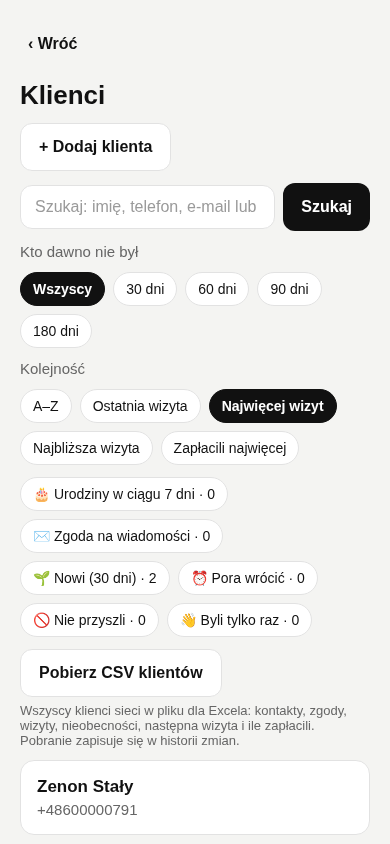 ‹ Wróć
Klienci
+ Dodaj klienta
Szukaj: imię, telefon, e-mail lub
Szukaj
Kto dawno nie był
Wszyscy
30 dni
60 dni
90 dni
180 dni
Kolejność
A–Z
Ostatnia wizyta
Najwięcej wizyt
Najbliższa wizyta
Zapłacili najwięcej
🎂 Urodziny w ciągu 7 dni · 0
✉️ Zgoda na wiadomości · 0
🌱 Nowi (30 dni) · 2
⏰ Pora wrócić · 0
🚫 Nie przyszli · 0
👋 Byli tylko raz · 0
Pobierz CSV klientów
Wszyscy klienci sieci w pliku dla Excela: kontakty, zgody,
wizyty, nieobecności, następna wizyta i ile zapłacili.
Pobranie zapisuje się w historii zmian.
Zenon Stały
+48600000791